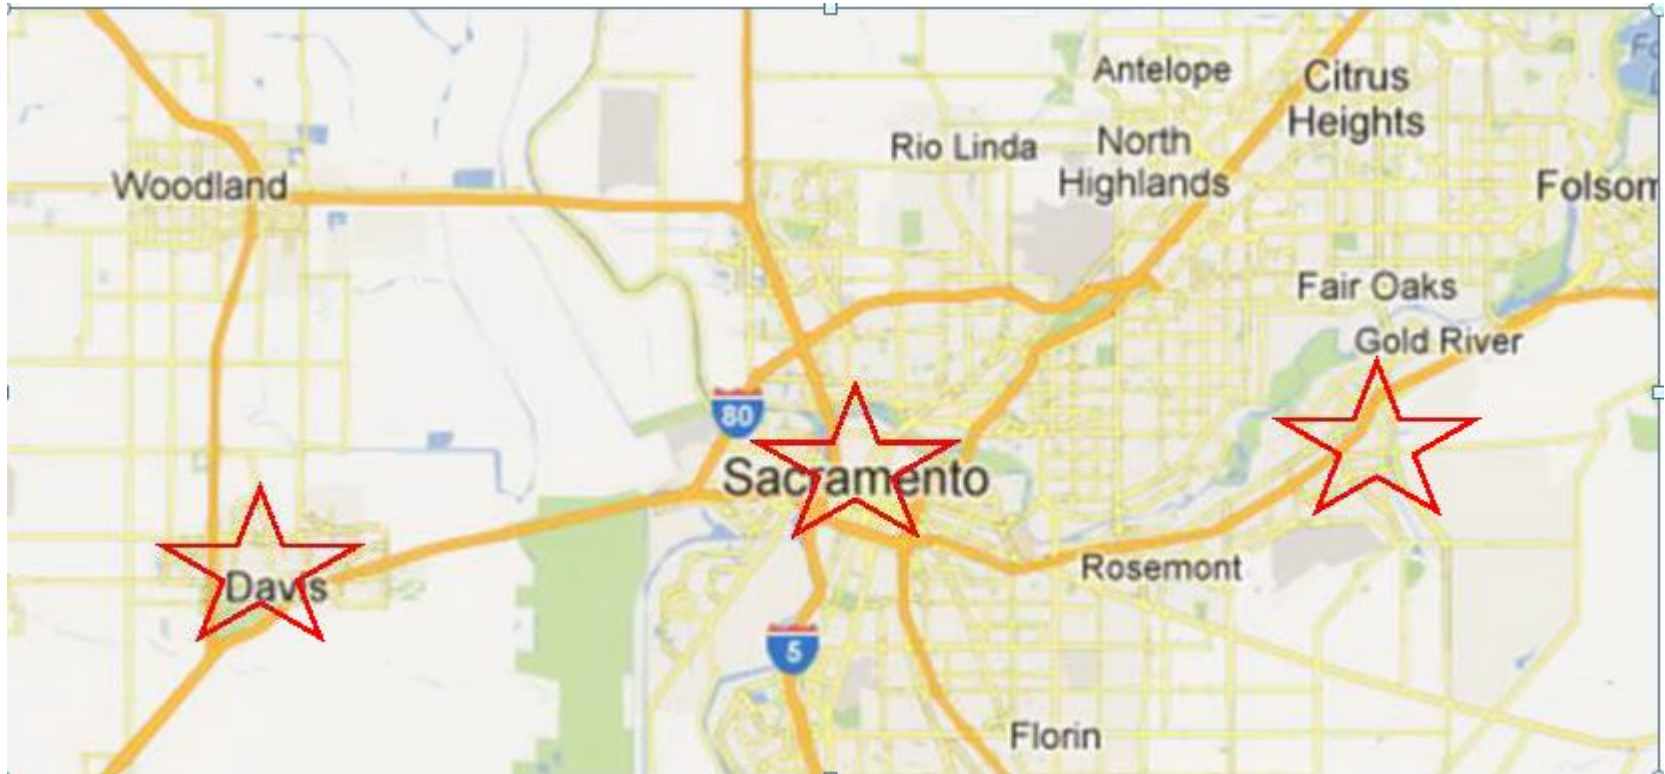 Antelope
Citrus
Heights
Rio Linda
North
Highlands
Woodland
Folsom
Fair Oaks
Gold River
80
Sacramento
Davis
Rosemont
5
Florin